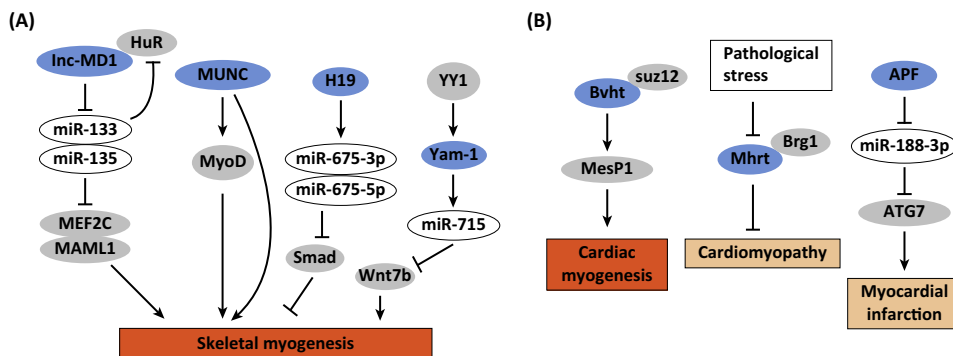 (A)
lnc-MD1
HuR
miR-133
miR-135
MEF2C
MAML1
MUNC
MyoD
H19
miR-675-3p
miR-675-5p
Smad
YY1
Yam-1
miR-715
Wnt7b
Skeletal myogenesis
(B)
Bvht
suz12
MesP1
Cardiac
myogenesis
Pathological
stress
Mhrt
Brg1
Cardiomyopathy
APF
miR-188-3p
ATG7
Myocardial
infarction